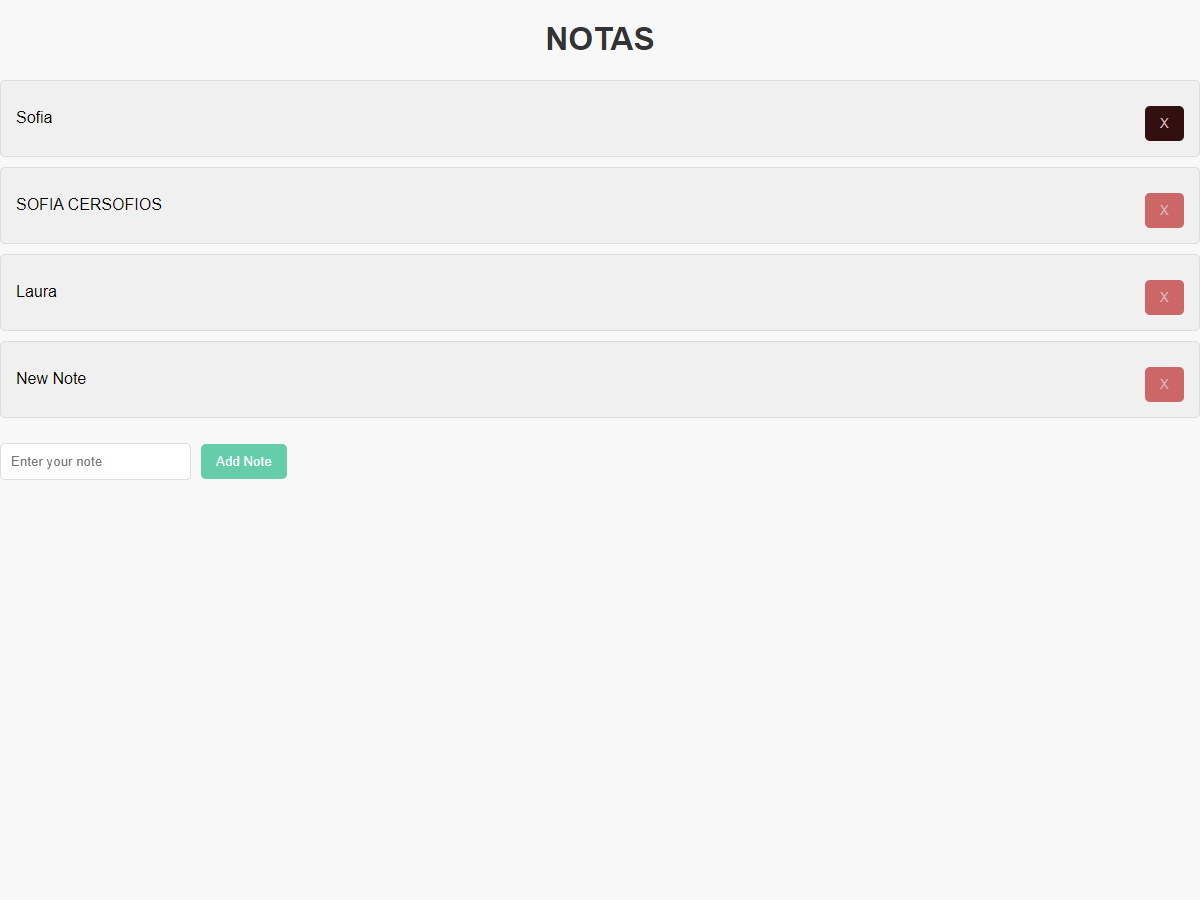 NOTAS
Sofia
X
SOFIA CERSOFIOS
X
Laura
X
New Note
X
Enter your note
Add Note